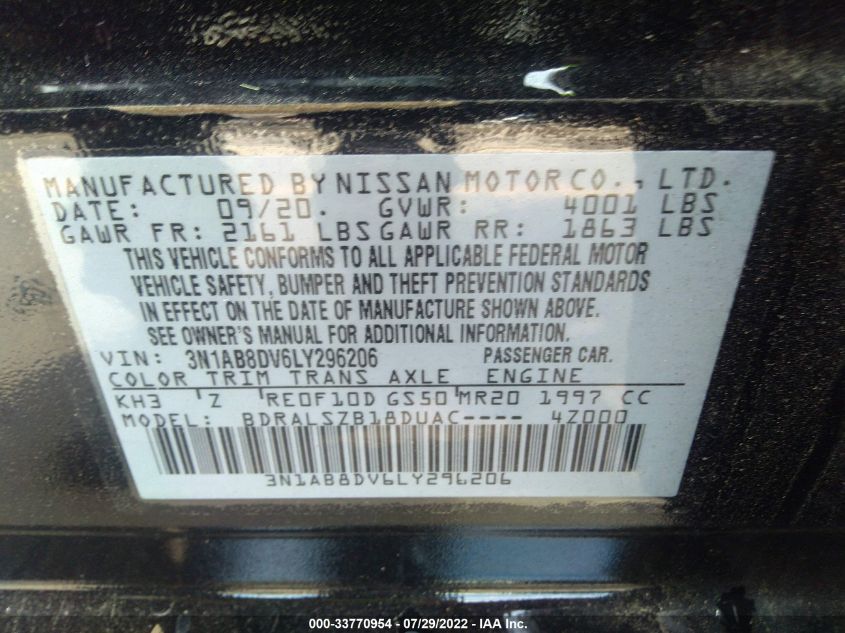 MANUFACTURED BY NISSAN MOTOR CO., LTD.
DATE: 09/20. GVWR: 4001 LBS
GAWR FR: 2161 LBS GAWR RR: 1863 LBS
THIS VEHICLE CONFORMS TO ALL APPLICABLE FEDERAL MOTOR
VEHICLE SAFETY, BUMPER AND THEFT PREVENTION STANDARDS
IN EFFECT ON THE DATE OF MANUFACTURE SHOWN ABOVE.
SEE OWNER'S MANUAL FOR ADDITIONAL INFORMATION.
VIN: 3N1AB8DV6LY296206 PASSENGER CAR.
COLOR TRIM TRANS AXLE ENGINE
KH3 Z RE0F10D GS50 MR20 1997 CC
MODEL: BDRALSZB18DUAC---- 4Z000
3N1AB8DV6LY296206
000-33770954 / 07/29/2022 - IAA Inc.